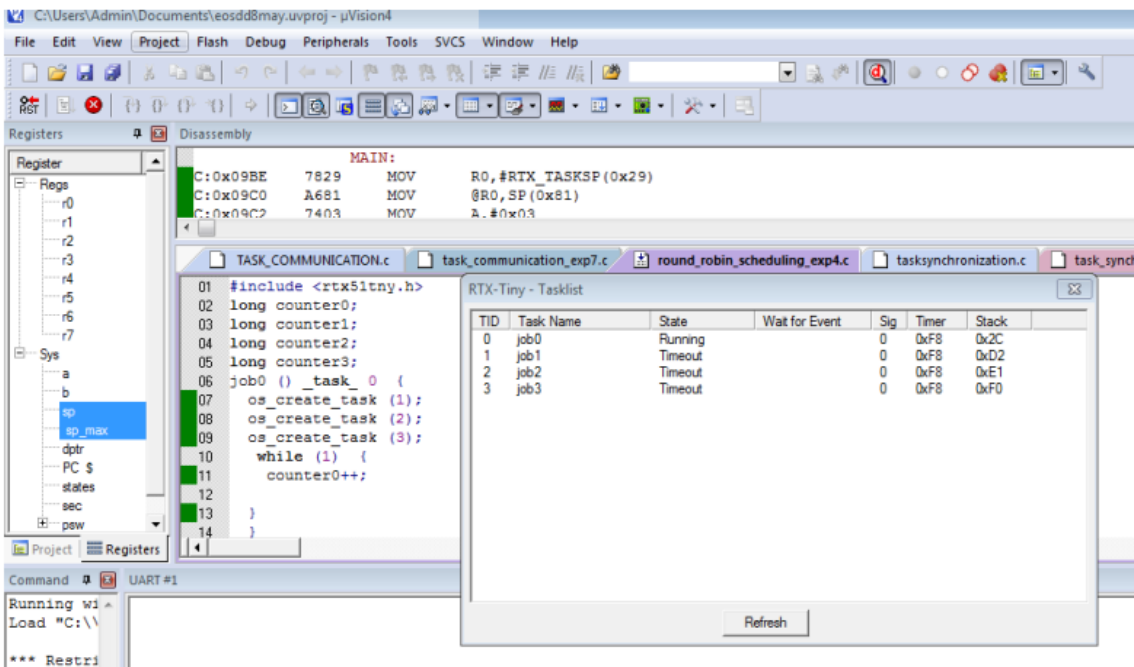 C:\Users\Admin\Documents\eosdd8may.uvproj - µVision4
File Edit View Project Flash Debug Peripherals Tools SVCS Window Help
RST
Registers
Disassembly
Register
Regs
r0
r1
r2
r3
r4
r5
r6
r7
Sys
a
b
sp
sp_max
dptr
PC $
states
sec
psw
MAIN:
C:0x09BE 7829 MOV R0,#RTX_TASKSP(0x29)
C:0x09C0 A681 MOV @R0,SP(0x81)
C:0x09C2 7403 MOV A,#0x03
TASK_COMMUNICATION.c task_communication_exp7.c round_robin_scheduling_exp4.c tasksynchronization.c task_synch
01 #include <rtx51tny.h>
02 long counter0;
03 long counter1;
04 long counter2;
05 long counter3;
06 job0 () _task_ 0 {
07 os_create_task (1);
08 os_create_task (2);
09 os_create_task (3);
10 while (1) {
11 counter0++;
12
13 }
14 }
RTX-Tiny - Tasklist
TID Task Name State Wait for Event Sig Timer Stack
0 job0 Running 0 0xF8 0x2C
1 job1 Timeout 0 0xF8 0xD2
2 job2 Timeout 0 0xF8 0xE1
3 job3 Timeout 0 0xF8 0xF0
Refresh
Project Registers
Command
UART #1
Running wi
Load "C:\\
*** Restri